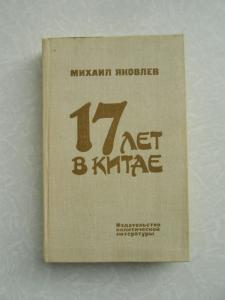 МИХАИЛ ЯКОВЛЕВ
17 ЛЕТ
В КИТАЕ
Издательство
политической
литературы